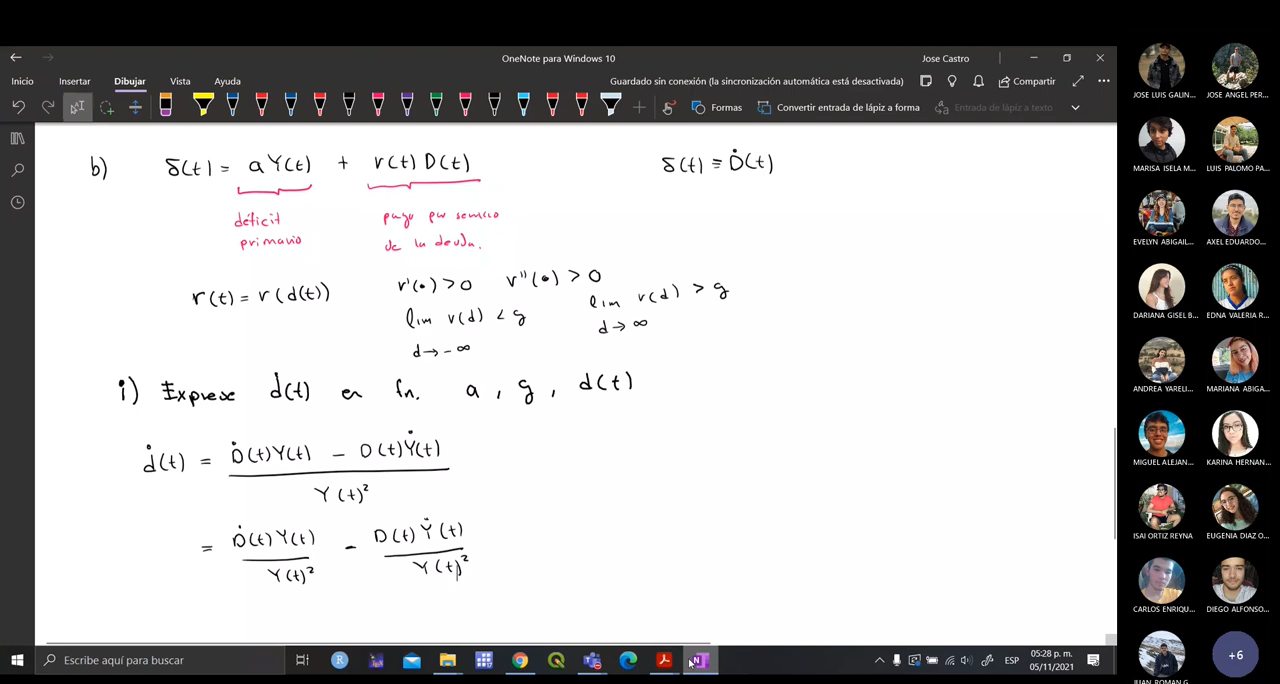 OneNote para Windows 10
Jose Castro
Inicio Insertar Dibujar Vista Ayuda
Guardado sin conexión (la sincronización automática está desactivada)
Compartir
Formas
Convertir entrada de lápiz a forma
Entrada de lápiz a texto
b) δ(t) = a Y(t) + r(t) D(t)
δ(t) ≡ Ḋ(t)
déficit
primario
pago por servicio
de la deuda.
r(t) = r(d(t))
r'(•) > 0 r''(•) > 0
lim r(d) < g
d → -∞
lim r(d) > g
d → ∞
i) Exprese ḋ(t) en fn. a, g, d(t)
ḋ(t) = Ḋ(t)Y(t) - D(t)Ẏ(t)
Y(t)²
= Ḋ(t)Y(t) - D(t)Ẏ(t)
Y(t)² Y(t)²
JOSE LUIS GALIN...
JOSE ANGEL PER...
MARISA ISELA M...
LUIS PALOMO PA...
EVELYN ABIGAIL...
AXEL EDUARDO...
DARIANA GISEL B...
EDNA VALERIA R...
ANDREA YARELI...
MARIANA ABIGA...
MIGUEL ALEJAN...
KARINA HERNAN...
ISAI ORTIZ REYNA
EUGENIA DIAZ O...
CARLOS ENRIQU...
DIEGO ALFONSO...
JUAN ROMAN G...
+6
Escribe aquí para buscar
ESP
05:28 p. m.
05/11/2021